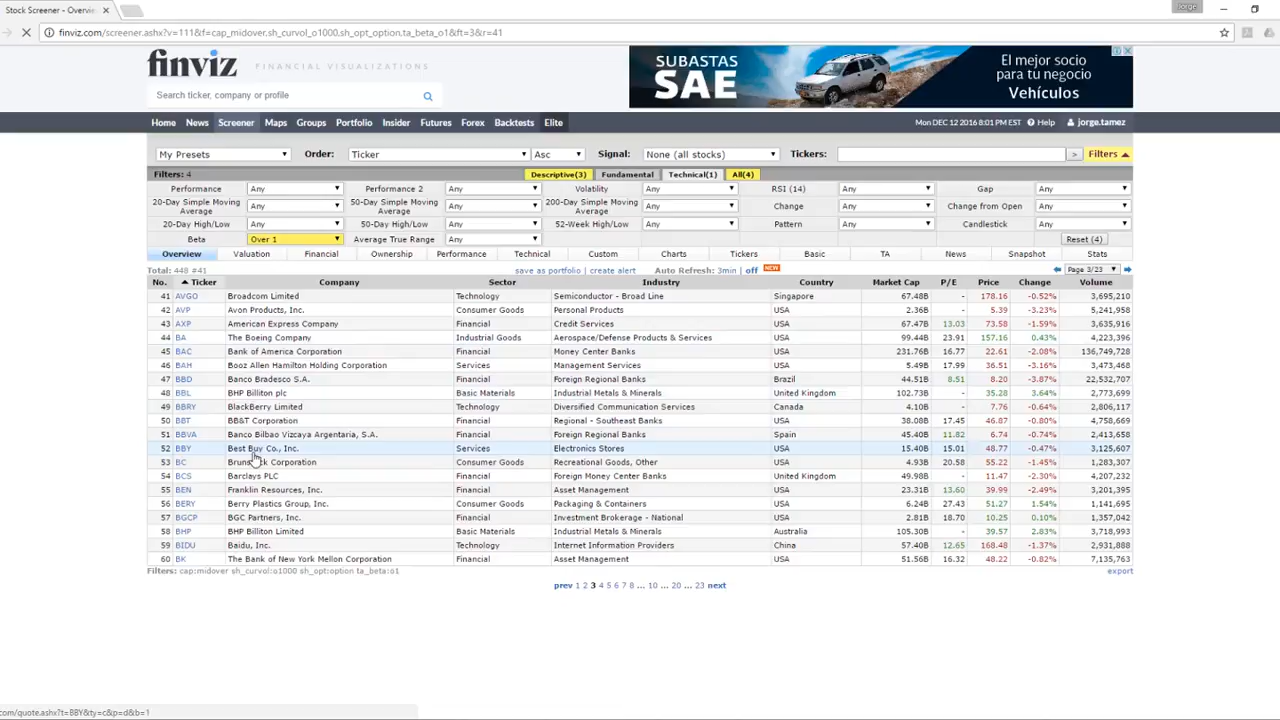 Stock Screener - Overvie
Jorge
finviz.com/screener.ashx?v=111&f=cap_midover,sh_curvol_o1000,sh_opt_option,ta_beta_o1&ft=3&r=41
finviz FINANCIAL VISUALIZATIONS
Search ticker, company or profile
SUBASTAS SAE
El mejor socio para tu negocio
Vehículos
Home News Screener Maps Groups Portfolio Insider Futures Forex Backtests Elite MON DEC 12 2016 8:01 PM EST Help jorge.tamez
My Presets Order: Ticker Asc Signal: None (all stocks) Tickers: > Filters
Filters: 4 Descriptive(3) Fundamental Technical(1) All(4)
Performance Any Performance 2 Any Volatility Any RSI (14) Any Gap Any
20-Day Simple Moving Average Any 50-Day Simple Moving Average Any 200-Day Simple Moving Average Any Change Any Change from Open Any
20-Day High/Low Any 50-Day High/Low Any 52-Week High/Low Any Pattern Any Candlestick Any
Beta Over 1 Average True Range Any Reset (4)
Overview Valuation Financial Ownership Performance Technical Custom Charts Tickers Basic TA News Snapshot Stats
Total: 448 #41 save as portfolio | create alert Auto Refresh: 3min | off NEW Page 3/23
No. Ticker Company Sector Industry Country Market Cap P/E Price Change Volume
41 AVGO Broadcom Limited Technology Semiconductor - Broad Line Singapore 67.48B - 178.16 -0.52% 3,695,210
42 AVP Avon Products, Inc. Consumer Goods Personal Products USA 2.36B - 5.39 -3.23% 5,241,958
43 AXP American Express Company Financial Credit Services USA 67.47B 13.03 73.58 -1.59% 3,635,916
44 BA The Boeing Company Industrial Goods Aerospace/Defense Products & Services USA 99.44B 23.91 157.16 0.43% 4,223,396
45 BAC Bank of America Corporation Financial Money Center Banks USA 231.76B 16.77 22.61 -2.08% 136,749,728
46 BAH Booz Allen Hamilton Holding Corporation Services Management Services USA 5.49B 17.99 36.51 -3.16% 3,473,468
47 BBD Banco Bradesco S.A. Financial Foreign Regional Banks Brazil 44.51B 8.51 8.20 -3.87% 22,532,707
48 BBL BHP Billiton plc Basic Materials Industrial Metals & Minerals United Kingdom 102.73B - 35.28 3.64% 2,773,699
49 BBRY BlackBerry Limited Technology Diversified Communication Services Canada 4.10B - 7.76 -0.64% 2,806,117
50 BBT BB&T Corporation Financial Regional - Southeast Banks USA 38.08B 17.45 46.87 -0.80% 4,758,669
51 BBVA Banco Bilbao Vizcaya Argentaria, S.A. Financial Foreign Regional Banks Spain 45.40B 11.82 6.74 -0.74% 2,413,658
52 BBY Best Buy Co., Inc. Services Electronics Stores USA 15.40B 15.01 48.77 -0.47% 3,125,607
53 BC Corporation Consumer Goods Recreational Goods, Other USA 4.93B 20.58 55.22 -1.45% 1,283,307
54 BCS Barclays PLC Financial Foreign Money Center Banks United Kingdom 49.98B - 11.47 -2.30% 4,207,232
55 BEN Franklin Resources, Inc. Financial Asset Management USA 23.31B 13.60 39.99 -2.49% 3,201,395
56 BERY Berry Plastics Group, Inc. Consumer Goods Packaging & Containers USA 6.24B 27.43 51.27 1.54% 1,141,695
57 BGCP BGC Partners, Inc. Financial Investment Brokerage - National USA 2.81B 18.70 10.25 0.10% 1,357,042
58 BHP BHP Billiton Limited Basic Materials Industrial Metals & Minerals Australia 105.30B - 39.57 2.83% 3,718,993
59 BIDU Baidu, Inc. Technology Internet Information Providers China 57.40B 12.65 168.48 -1.37% 2,931,888
60 BK The Bank of New York Mellon Corporation Financial Asset Management USA 51.56B 16.32 48.22 -0.82% 7,135,763
Filters: cap:midover sh_curvol:o1000 sh_opt:option ta_beta:o1 export
prev 1 2 3 4 5 6 7 8 ... 10 ... 20 ... 23 next
com/quote.ashx?t=BBY&ty=c&p=d&b=1